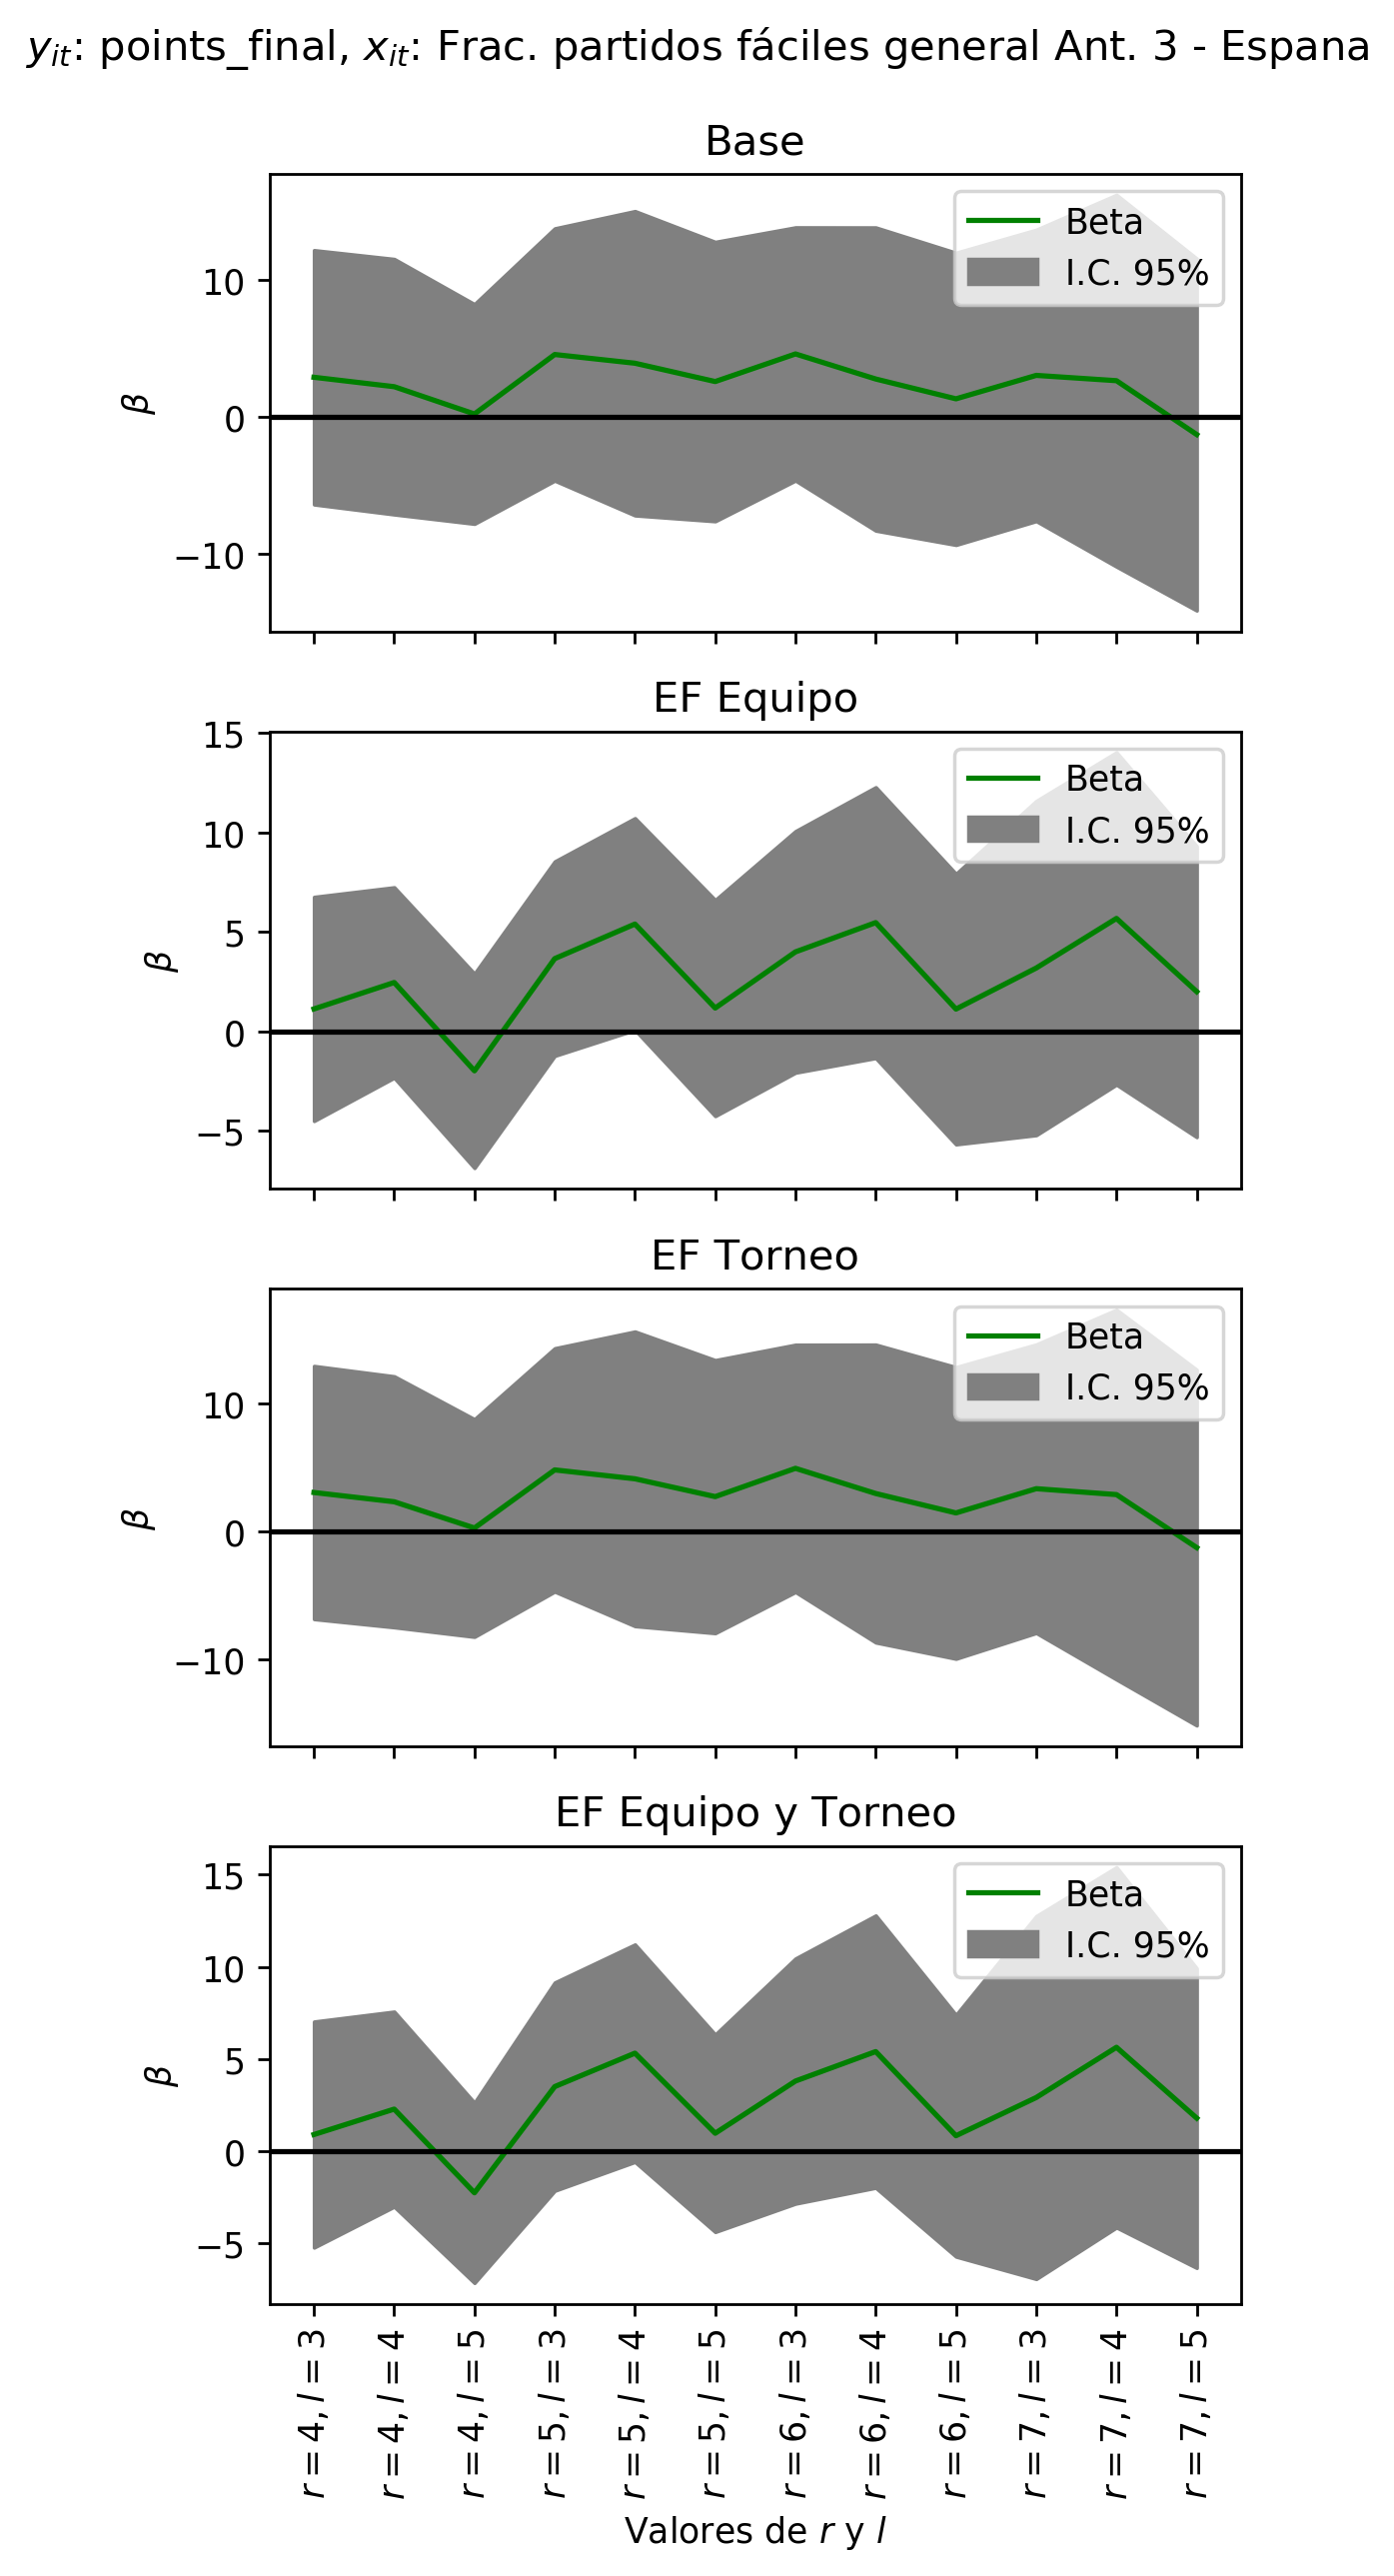 y_it: points_final, x_it: Frac. partidos fáciles general Ant. 3 - Espana
Base
Beta
I.C. 95%
10
0
−10
β
EF Equipo
Beta
I.C. 95%
15
10
5
0
−5
β
EF Torneo
Beta
I.C. 95%
10
0
−10
β
EF Equipo y Torneo
Beta
I.C. 95%
15
10
5
0
−5
β
r = 4, l = 3
r = 4, l = 4
r = 4, l = 5
r = 5, l = 3
r = 5, l = 4
r = 5, l = 5
r = 6, l = 3
r = 6, l = 4
r = 6, l = 5
r = 7, l = 3
r = 7, l = 4
r = 7, l = 5
Valores de r y l